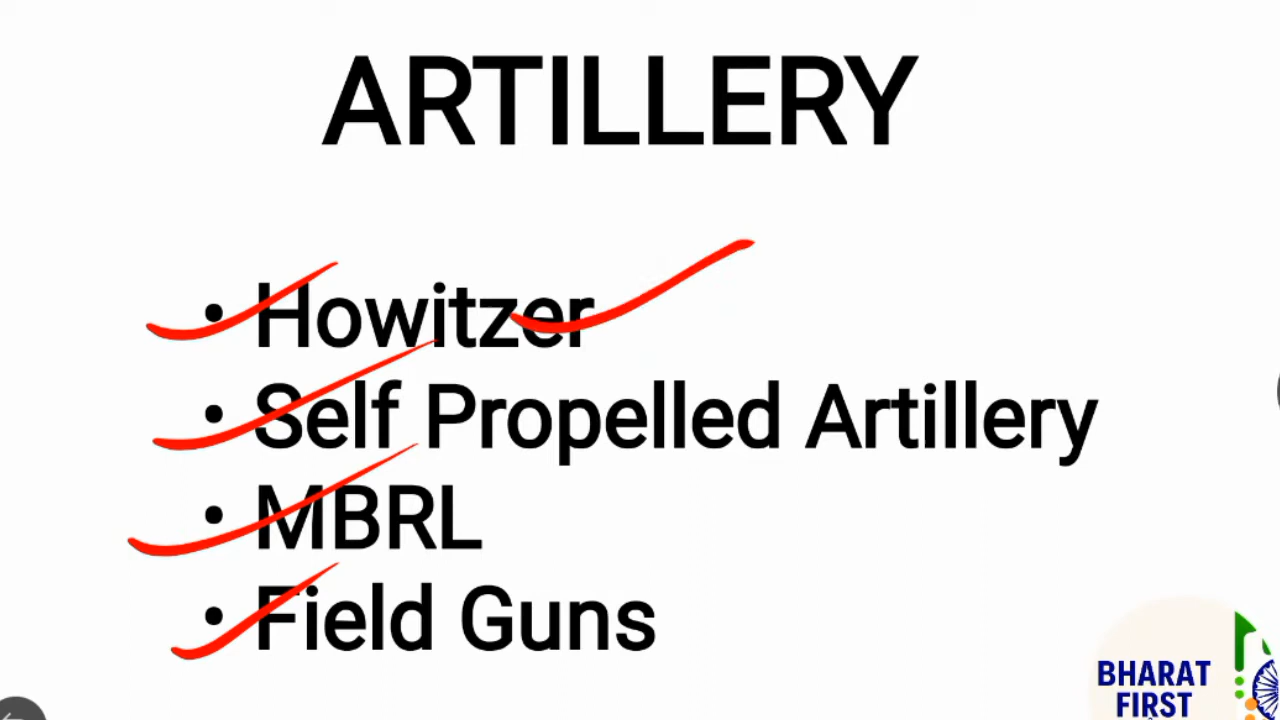 ARTILLERY
• Howitzer
• Self Propelled Artillery
• MBRL
• Field Guns
BHARAT
FIRST